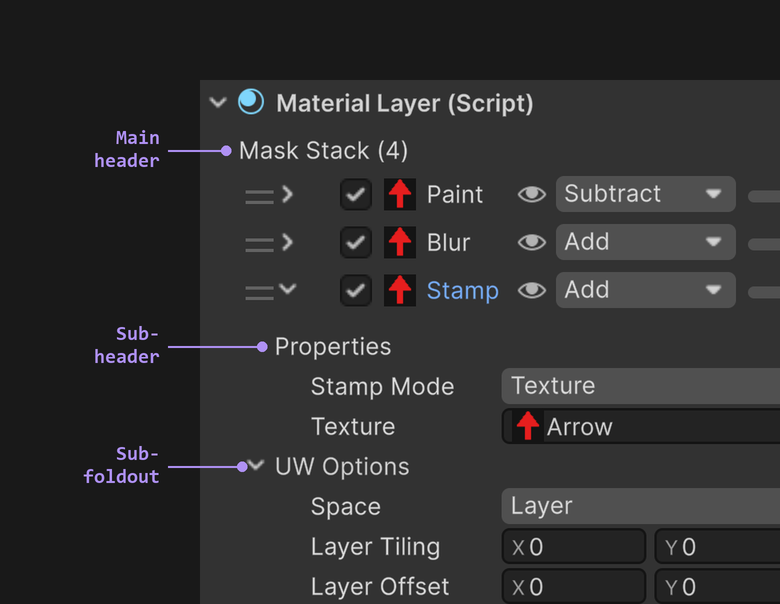 Material Layer (Script)
Main
header
Mask Stack (4)
Paint Subtract
Blur Add
Stamp Add
Sub-
header
Properties
Stamp Mode Texture
Texture Arrow
Sub-
foldout
UW Options
Space Layer
Layer Tiling X 0 Y 0
Layer Offset X 0 Y 0